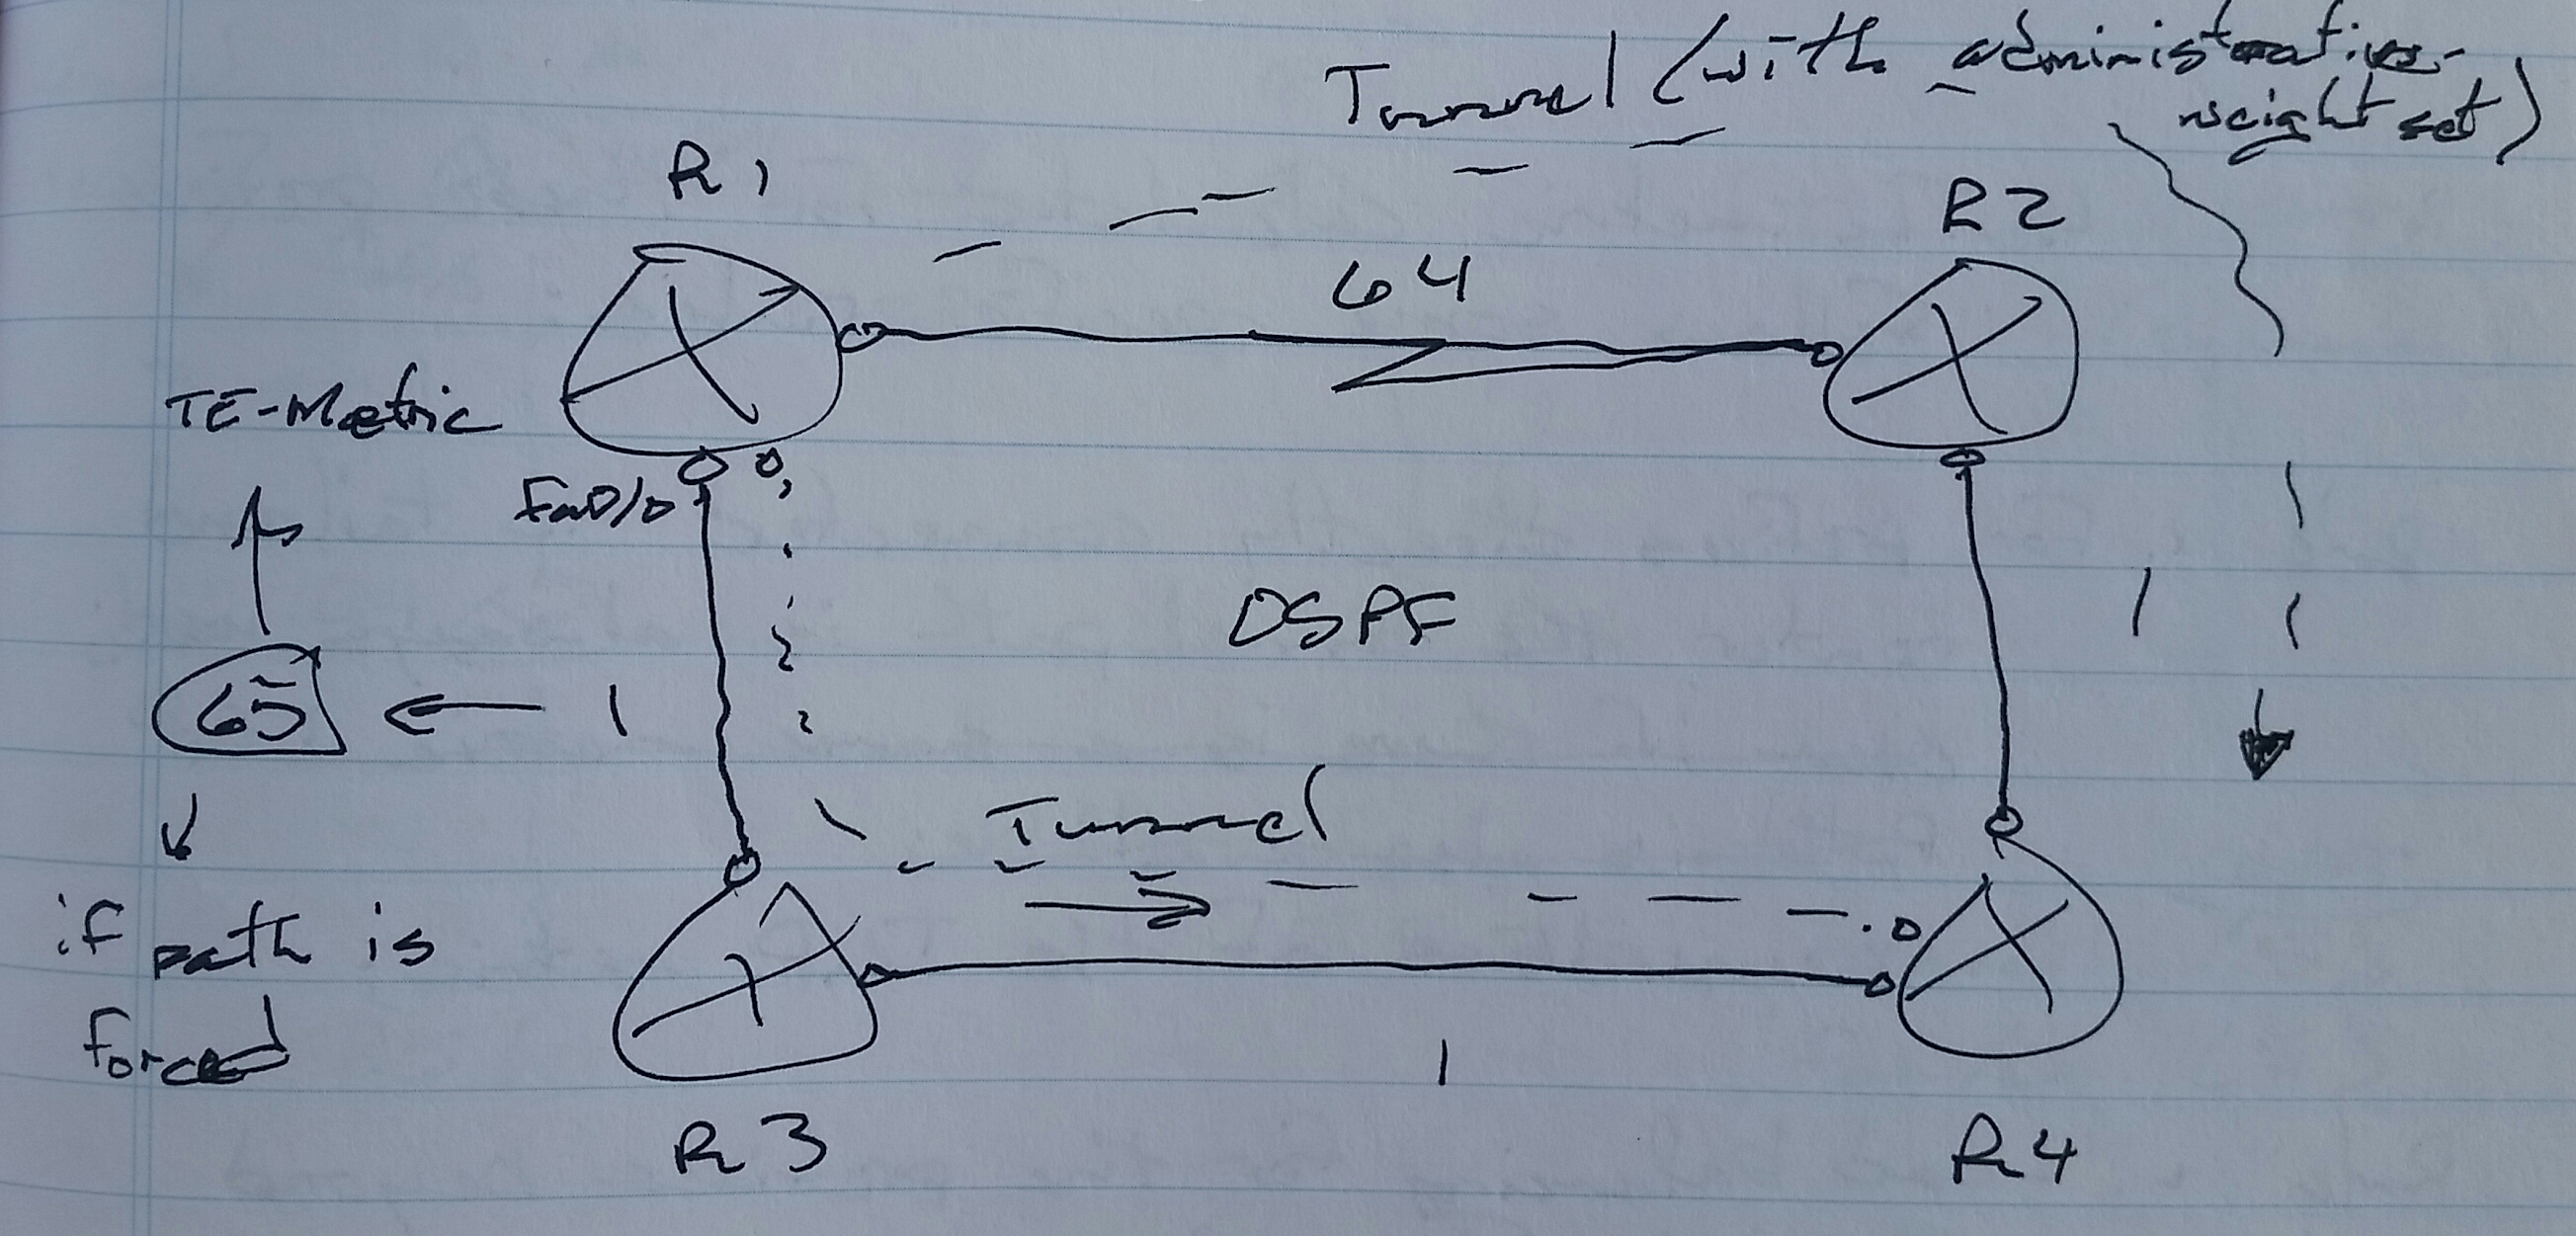 Tunnel (with administrative-
weight set)
R1
R2
64
TE-Metric
Fa0/0
OSPF
1
65
1
Tunnel
if path is
forced
1
R3
R4